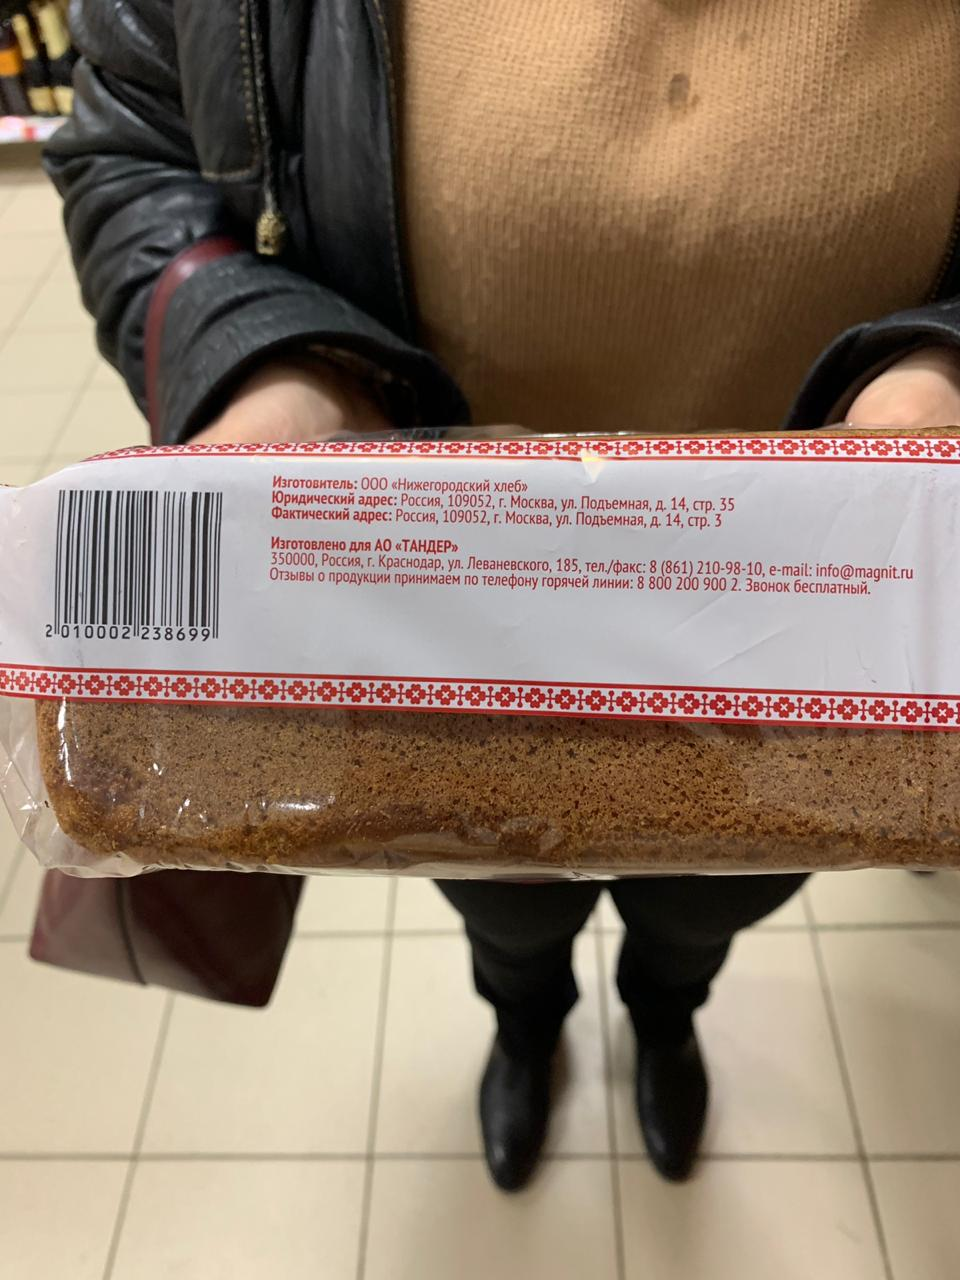 Изготовитель: ООО «Нижегородский хлеб»
Юридический адрес: Россия, 109052, г. Москва, ул. Подъемная, д. 14, стр. 35
Фактический адрес: Россия, 109052, г. Москва, ул. Подъемная, д. 14, стр. 3
Изготовлено для АО «ТАНДЕР»
350000, Россия, г. Краснодар, ул. Леваневского, 185, тел./факс: 8 (861) 210-98-10, e-mail: info@magnit.ru
Отзывы о продукции принимаем по телефону горячей линии: 8 800 200 900 2. Звонок бесплатный.
2 010002 238699